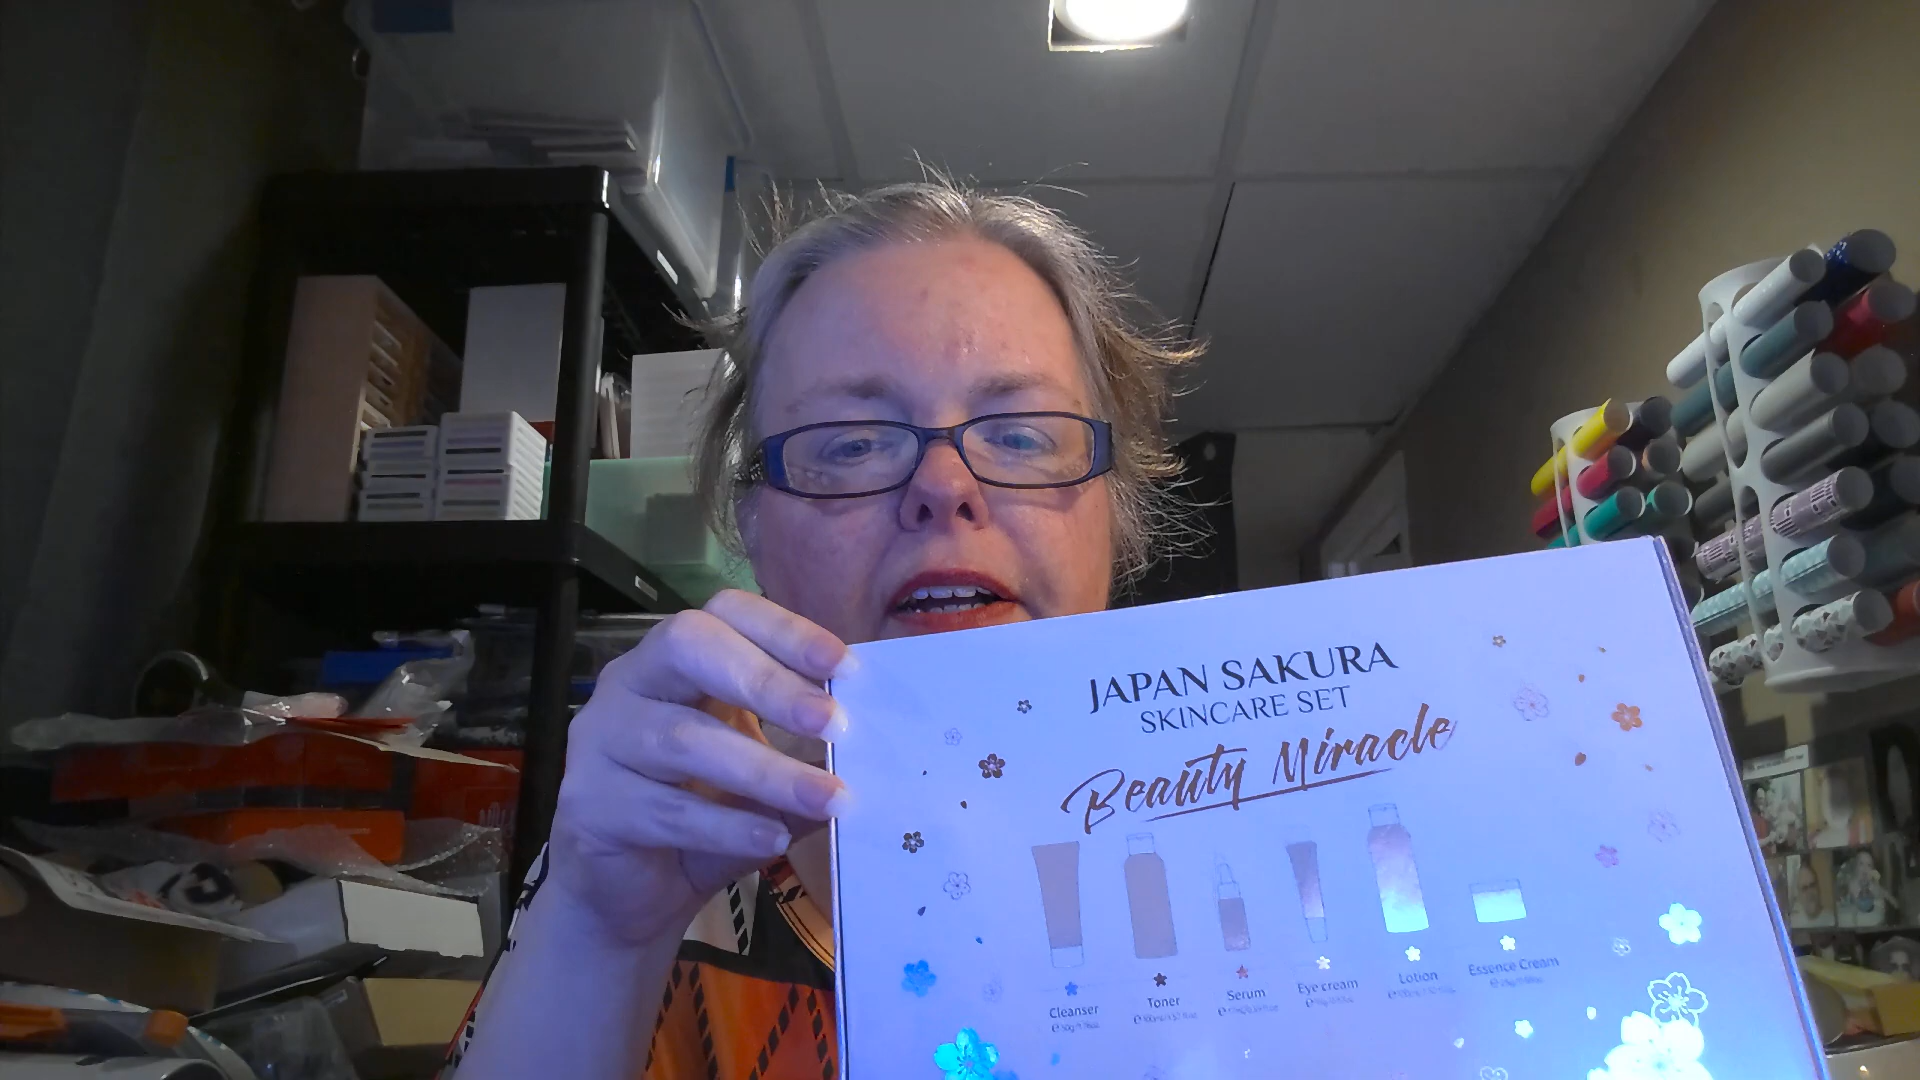 JAPAN SAKURA
SKINCARE SET
Beauty Miracle
Cleanser
Toner
Serum
Eye cream
Lotion
Essence Cream